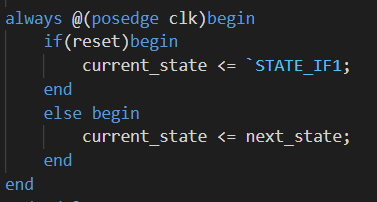 always @(posedge clk)begin
    if(reset)begin
        current_state <= `STATE_IF1;
    end
    else begin
        current_state <= next_state;
    end
end